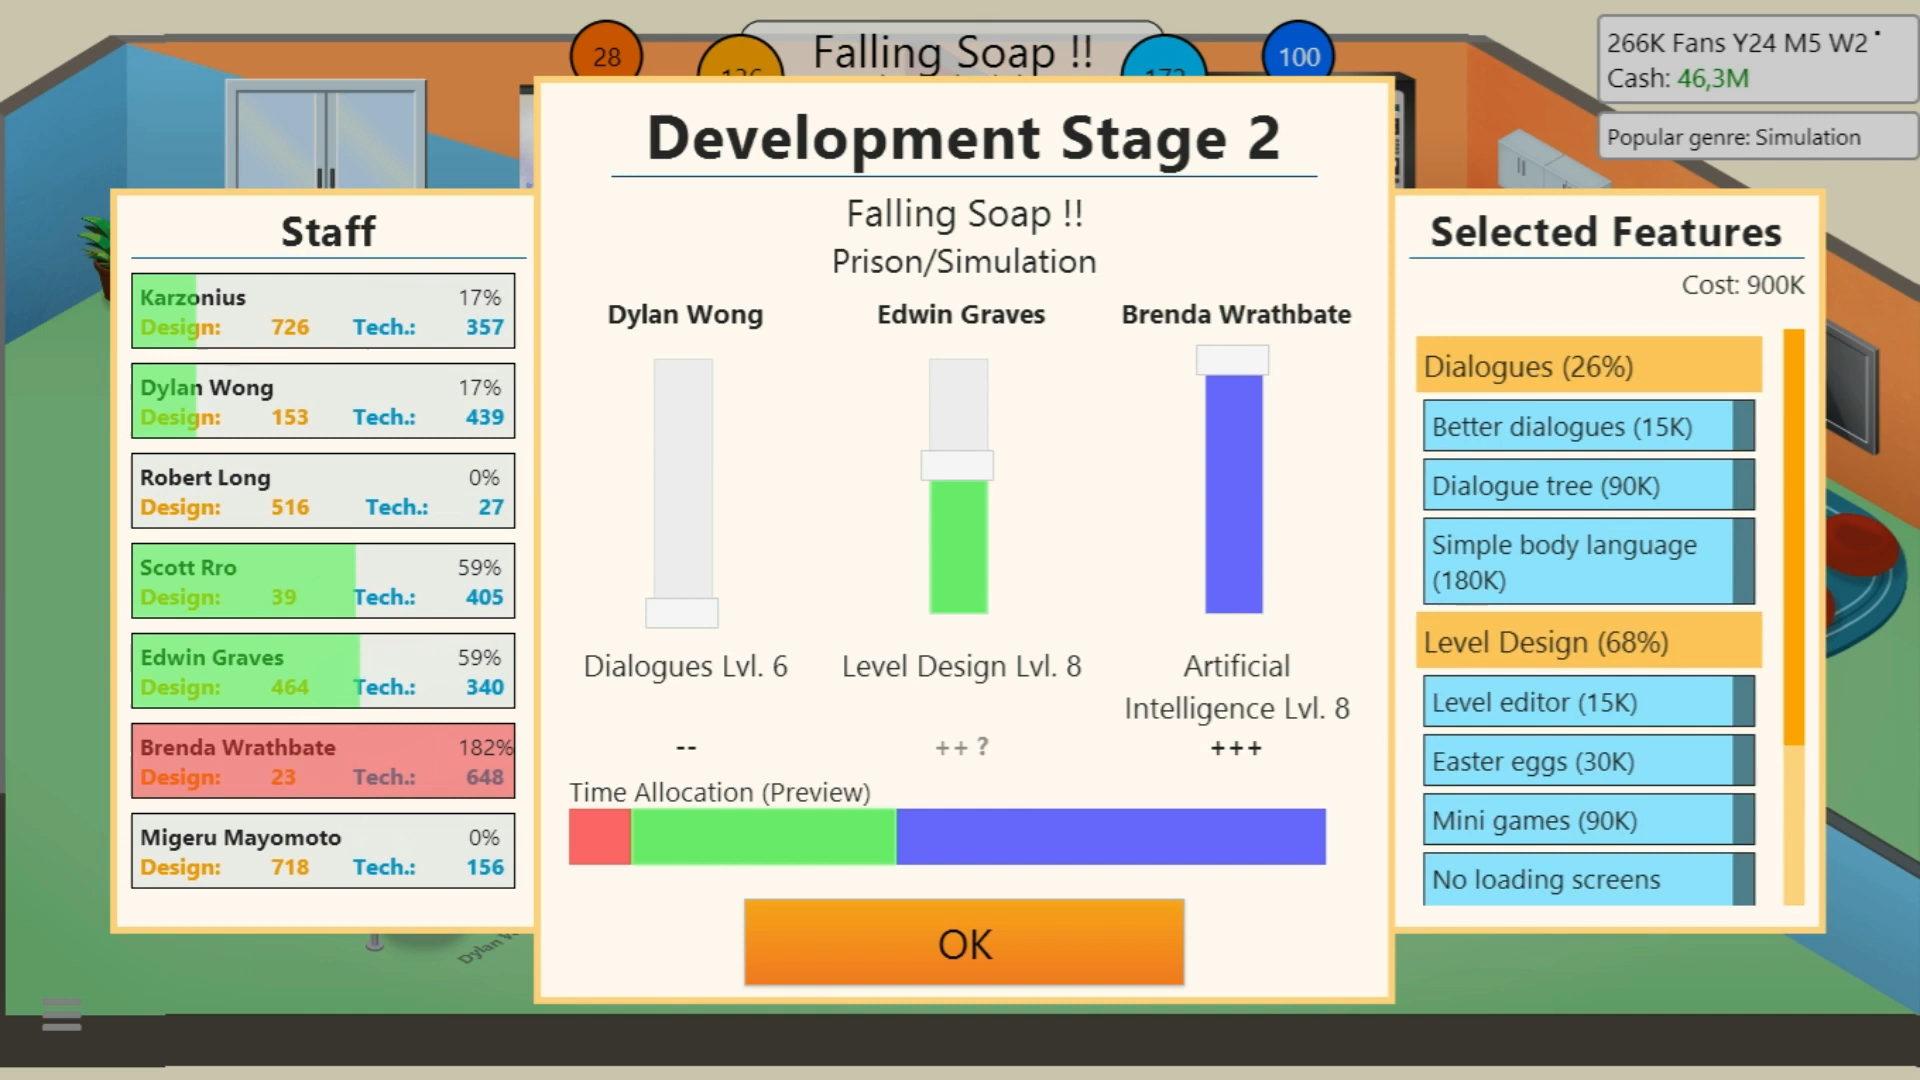 28
Falling Soap !!
100
266K Fans Y24 M5 W2
Cash: 46,3M
Popular genre: Simulation
Development Stage 2
Falling Soap !!
Prison/Simulation
Staff
Karzonius 17%
Design: 726 Tech.: 357
Dylan Wong 17%
Design: 153 Tech.: 439
Robert Long 0%
Design: 516 Tech.: 27
Scott Rro 59%
Design: 39 Tech.: 405
Edwin Graves 59%
Design: 464 Tech.: 340
Brenda Wrathbate 182%
Design: 23 Tech.: 648
Migeru Mayomoto 0%
Design: 718 Tech.: 156
Dylan Wong Edwin Graves Brenda Wrathbate
Dialogues Lvl. 6 Level Design Lvl. 8 Artificial
Intelligence Lvl. 8
-- ++ ? +++
Time Allocation (Preview)
OK
Selected Features
Cost: 900K
Dialogues (26%)
Better dialogues (15K)
Dialogue tree (90K)
Simple body language
(180K)
Level Design (68%)
Level editor (15K)
Easter eggs (30K)
Mini games (90K)
No loading screens
Dylan